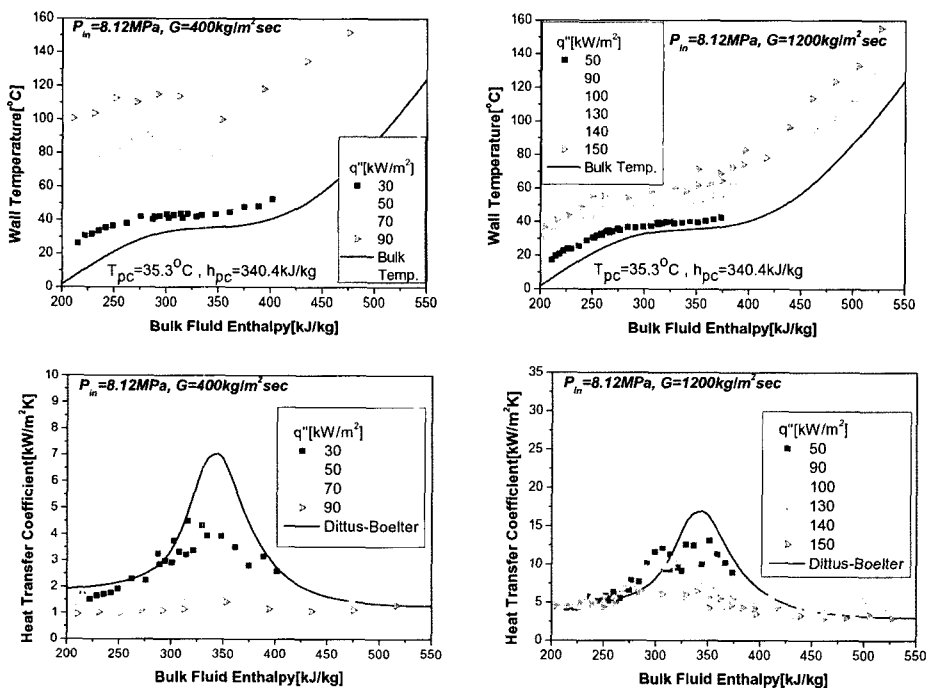 P_in=8.12MPa, G=400kg/m²sec
160
140
120
100
80
60
40
20
0
Wall Temperature[°C]
q"[kW/m²]
30
50
70
90
Bulk
Temp.
T_pc=35.3°C , h_pc=340.4kJ/kg
200 250 300 350 400 450 500 550
Bulk Fluid Enthalpy[kJ/kg]
P_in=8.12MPa, G=1200kg/m²sec
160
140
120
100
80
60
40
20
0
Wall Temperature[°C]
q"[kW/m²]
50
90
100
130
140
150
Bulk Temp.
T_pc=35.3°C , h_pc=340.4kJ/kg
200 250 300 350 400 450 500 550
Bulk Fluid Enthalpy[kJ/kg]
P_in=8.12MPa, G=400kg/m²sec
10
9
8
7
6
5
4
3
2
1
0
Heat Transfer Coefficient[kW/m²K]
q"[kW/m²]
30
50
70
90
Dittus-Boelter
200 250 300 350 400 450 500 550
Bulk Fluid Enthalpy[kJ/kg]
P_in=8.12MPa, G=1200kg/m²sec
35
30
25
20
15
10
5
0
Heat Transfer Coefficient[kW/m²K]
q"[kW/m²]
50
90
100
130
140
150
Dittus-Boelter
200 250 300 350 400 450 500 550
Bulk Fluid Enthalpy[kJ/kg]